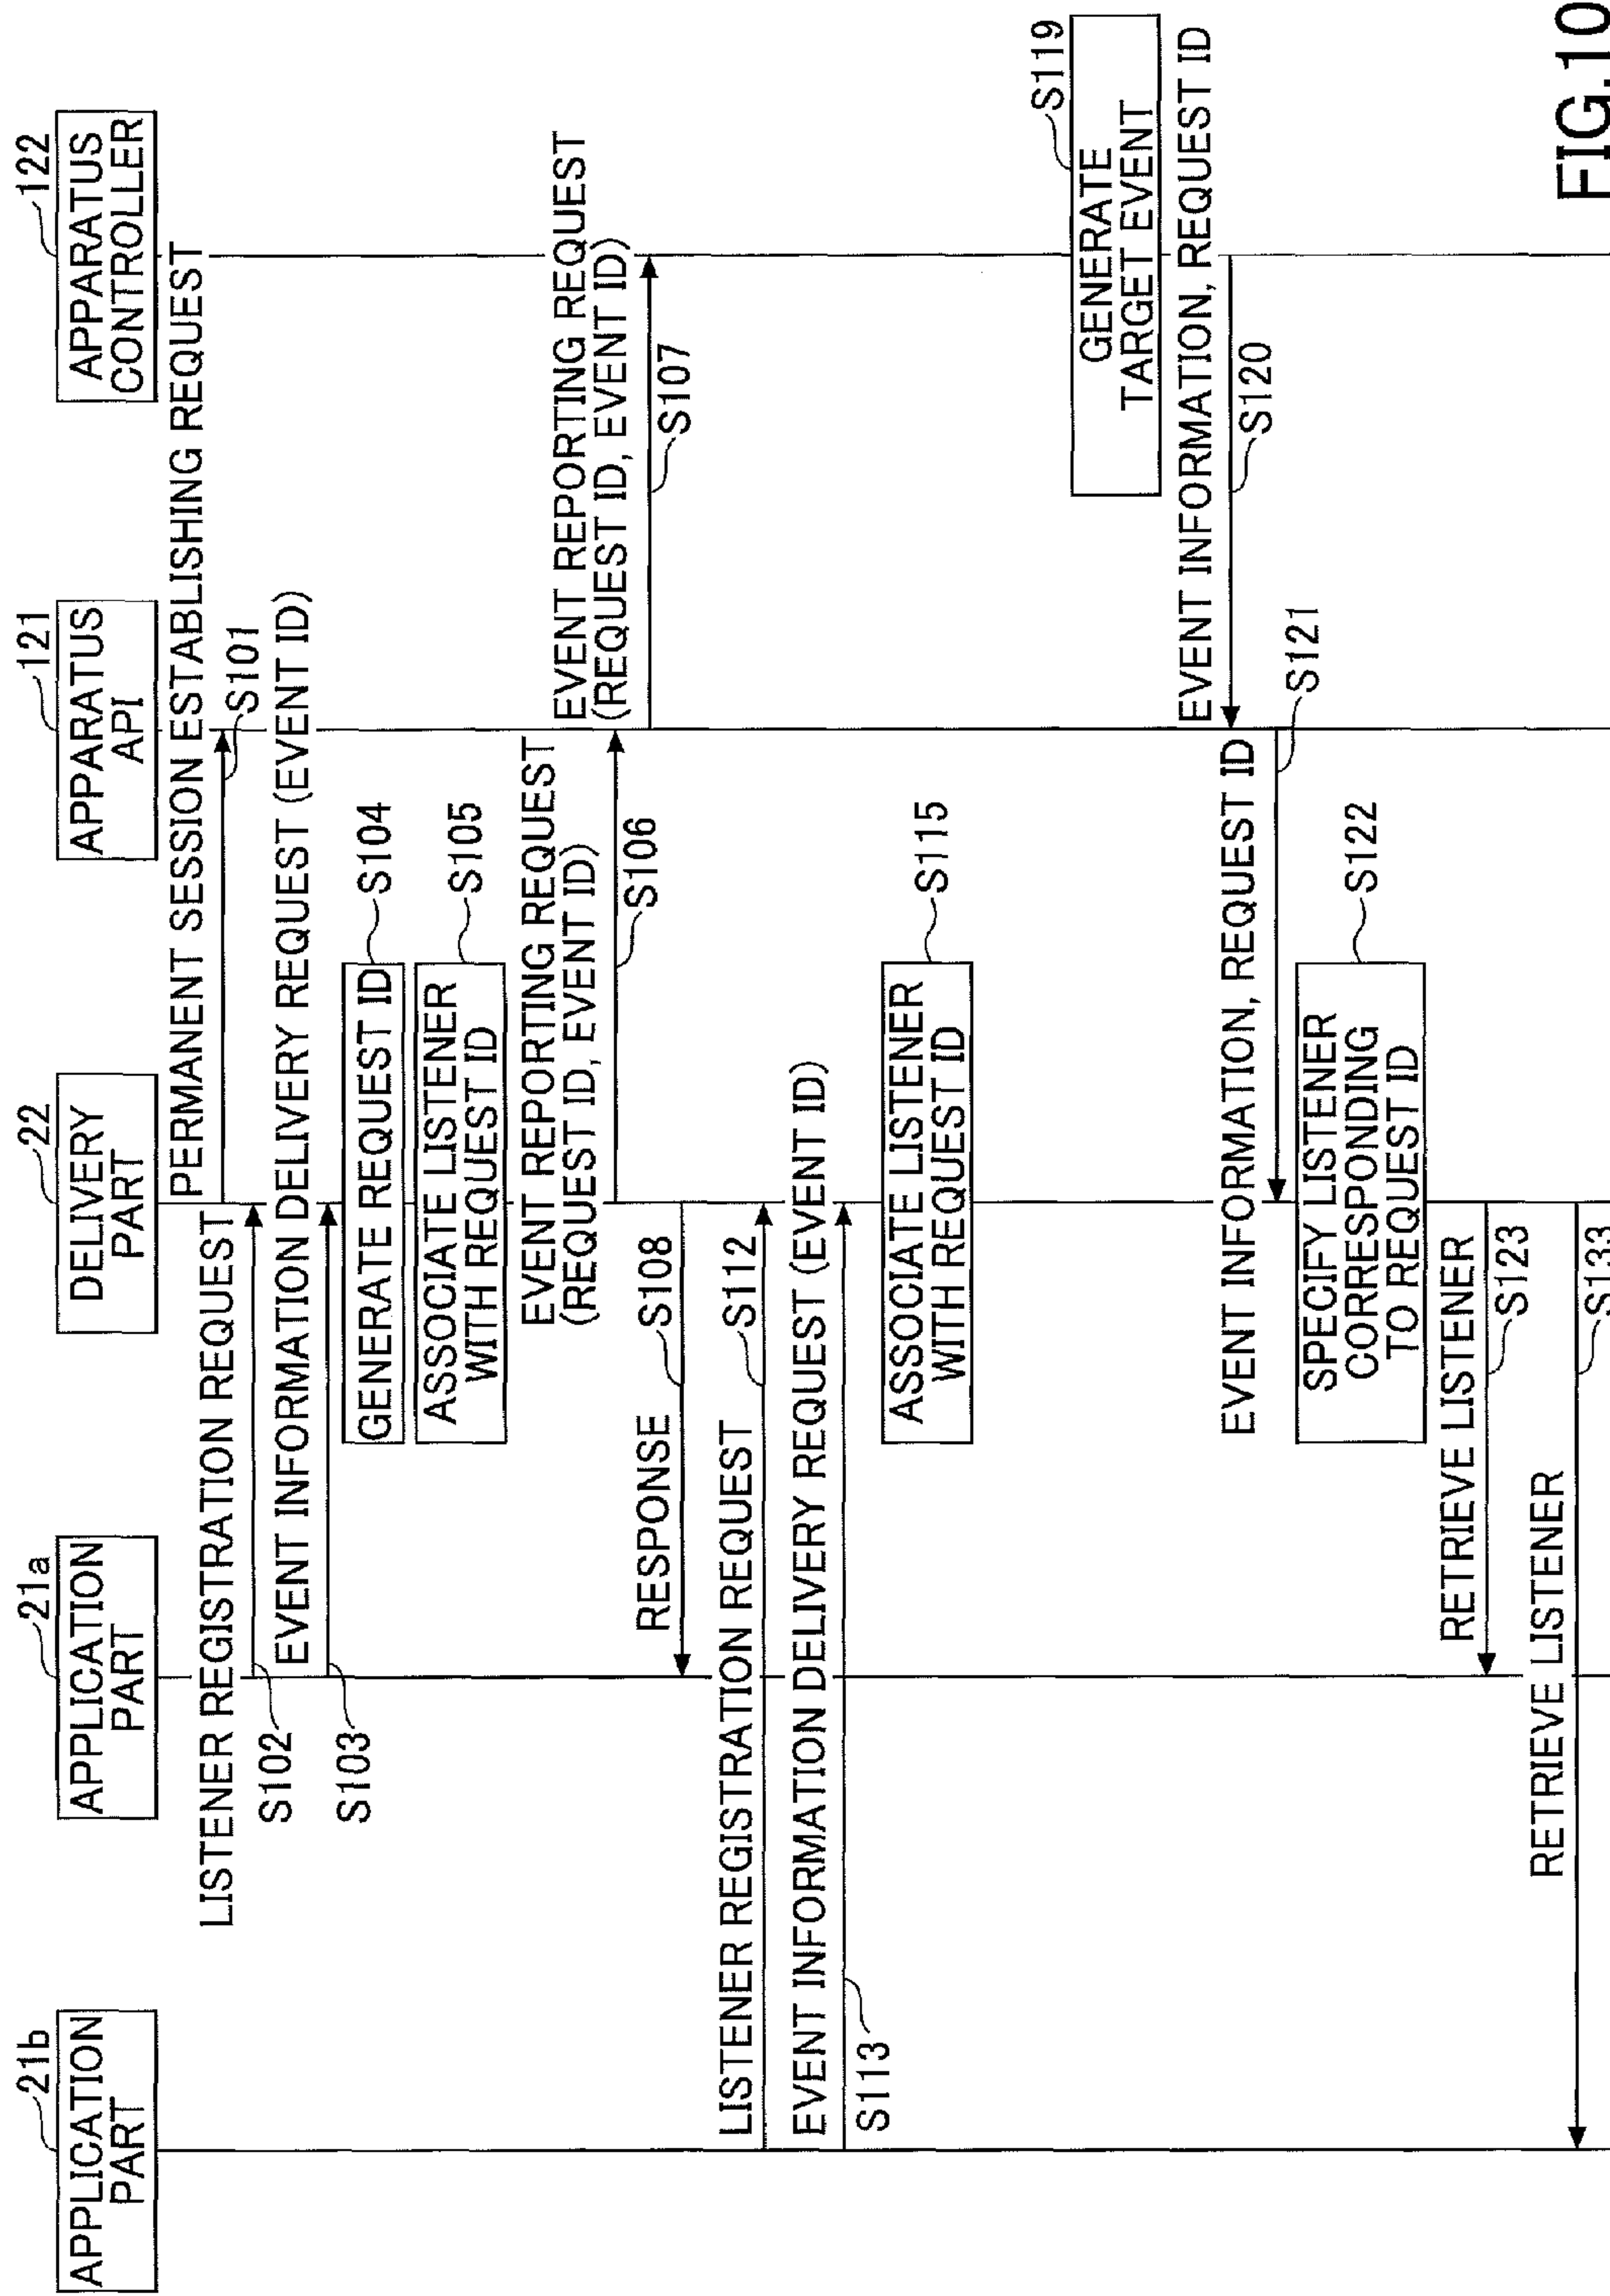 21b
APPLICATION
PART
21a
APPLICATION
PART
22
DELIVERY
PART
121
APPARATUS
API
122
APPARATUS
CONTROLLER
PERMANENT SESSION ESTABLISHING REQUEST
S101
LISTENER REGISTRATION REQUEST
S102
EVENT INFORMATION DELIVERY REQUEST (EVENT ID)
S103
GENERATE REQUEST ID
S104
ASSOCIATE LISTENER
WITH REQUEST ID
S105
EVENT REPORTING REQUEST
(REQUEST ID, EVENT ID)
S106
EVENT REPORTING REQUEST
(REQUEST ID, EVENT ID)
S107
RESPONSE
S108
LISTENER REGISTRATION REQUEST
S112
EVENT INFORMATION DELIVERY REQUEST (EVENT ID)
S113
ASSOCIATE LISTENER
WITH REQUEST ID
S115
GENERATE
TARGET EVENT
S119
EVENT INFORMATION, REQUEST ID
S120
EVENT INFORMATION, REQUEST ID
S121
SPECIFY LISTENER
CORRESPONDING
TO REQUEST ID
S122
RETRIEVE LISTENER
S123
RETRIEVE LISTENER
S133
FIG.10